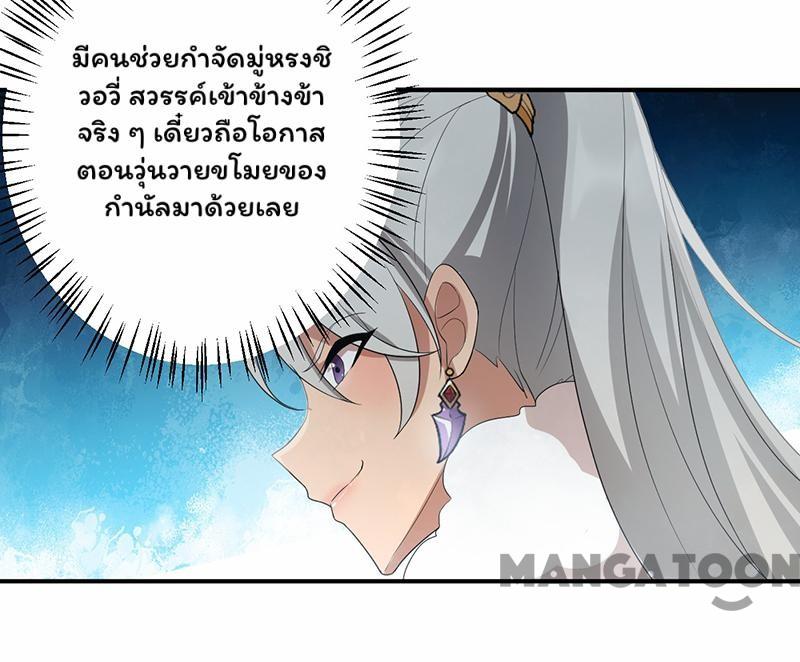 มีคนช่วยกำจัดมู่หรงชิ
วอวี่ สวรรค์เข้าข้างข้า
จริง ๆ เดี๋ยวถือโอกาส
ตอนวุ่นวายขโมยของ
กำนัลมาด้วยเลย
MANGATOON